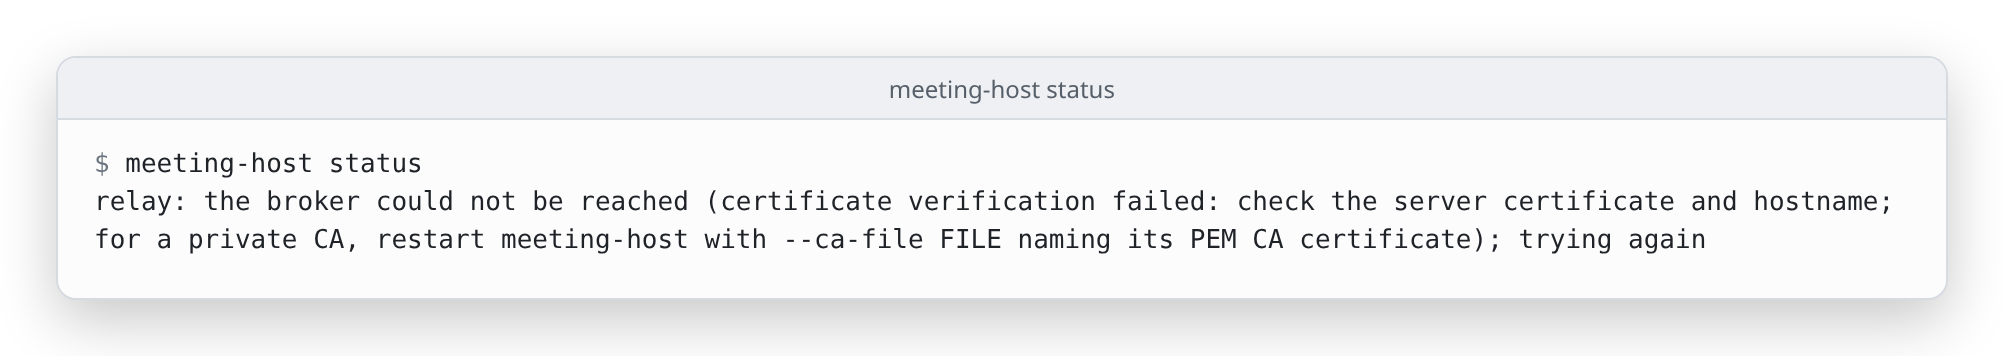 meeting-host status
$ meeting-host status
relay: the broker could not be reached (certificate verification failed: check the server certificate and hostname;
for a private CA, restart meeting-host with --ca-file FILE naming its PEM CA certificate); trying again